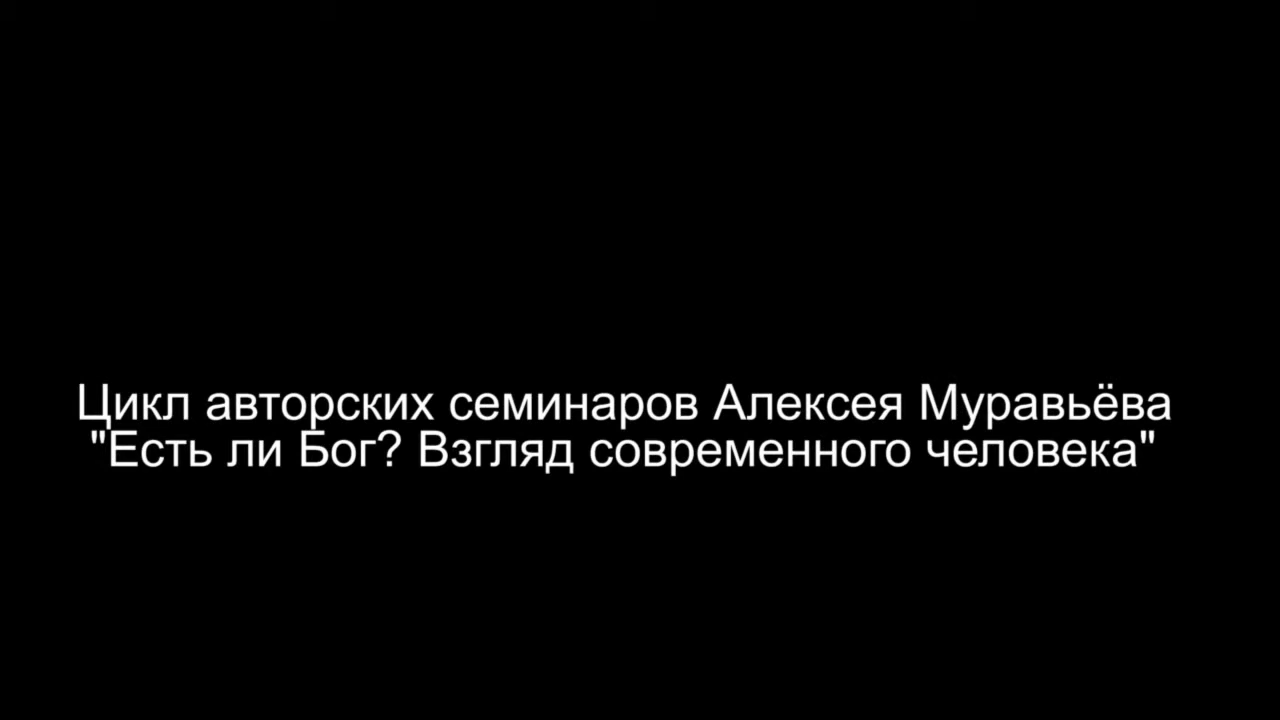 Цикл авторских семинаров Алексея Муравьёва
"Есть ли Бог? Взгляд современного человека"